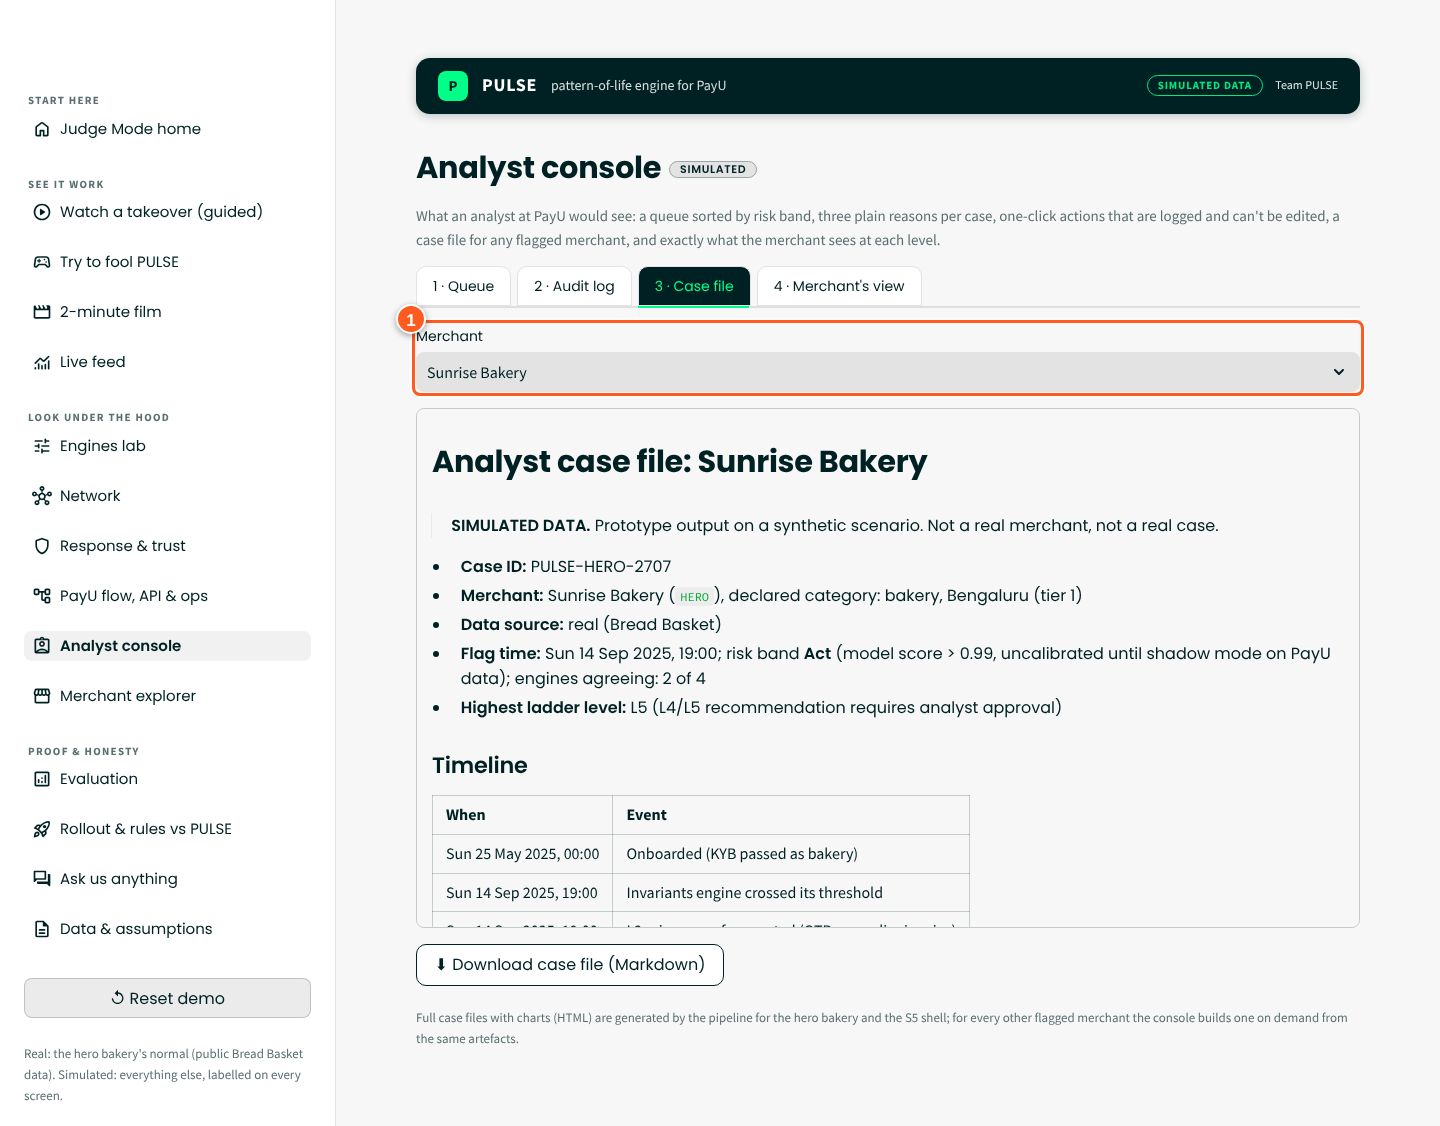 START HERE
Judge Mode home
SEE IT WORK
Watch a takeover (guided)
Try to fool PULSE
2-minute film
Live feed
LOOK UNDER THE HOOD
Engines lab
Network
Response & trust
PayU flow, API & ops
Analyst console
Merchant explorer
PROOF & HONESTY
Evaluation
Rollout & rules vs PULSE
Ask us anything
Data & assumptions
Reset demo
Real: the hero bakery's normal (public Bread Basket
data). Simulated: everything else, labelled on every
screen.
P PULSE pattern-of-life engine for PayU SIMULATED DATA Team PULSE
Analyst console SIMULATED
What an analyst at PayU would see: a queue sorted by risk band, three plain reasons per case, one-click actions that are logged and can't be edited, a
case file for any flagged merchant, and exactly what the merchant sees at each level.
1 · Queue 2 · Audit log 3 · Case file 4 · Merchant's view
1
Merchant
Sunrise Bakery
Analyst case file: Sunrise Bakery
SIMULATED DATA. Prototype output on a synthetic scenario. Not a real merchant, not a real case.
• Case ID: PULSE-HERO-2707
• Merchant: Sunrise Bakery (HERO), declared category: bakery, Bengaluru (tier 1)
• Data source: real (Bread Basket)
• Flag time: Sun 14 Sep 2025, 19:00; risk band Act (model score > 0.99, uncalibrated until shadow mode on PayU
data); engines agreeing: 2 of 4
• Highest ladder level: L5 (L4/L5 recommendation requires analyst approval)
Timeline
When Event
Sun 25 May 2025, 00:00 Onboarded (KYB passed as bakery)
Sun 14 Sep 2025, 19:00 Invariants engine crossed its threshold
⬇ Download case file (Markdown)
Full case files with charts (HTML) are generated by the pipeline for the hero bakery and the S5 shell; for every other flagged merchant the console builds one on demand from
the same artefacts.